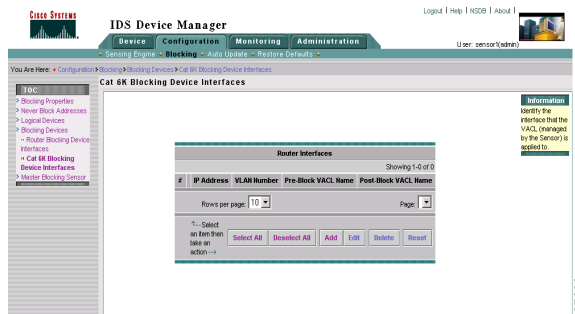 Cisco Systems
IDS Device Manager
Logout | Help | NSDB | About |
Device Configuration Monitoring Administration
User: sensor1(admin)
Sensing Engine Blocking Auto Update Restore Defaults
You Are Here: Configuration > Blocking > Blocking Devices > Cat 6K Blocking Device Interfaces
Cat 6K Blocking Device Interfaces
TOC
Blocking Properties
Never Block Addresses
Logical Devices
Blocking Devices
Router Blocking Device
Interfaces
Cat 6K Blocking
Device Interfaces
Master Blocking Sensor
Information
Identify the
interface that the
VACL (managed
by the Sensor) is
applied to.
Router Interfaces
Showing 1-0 of 0
# IP Address VLAN Number Pre-Block VACL Name Post-Block VACL Name
Rows per page: 10 Page:
^--Select
an item then
take an
action-->
Select All Deselect All Add Edit Delete Reset